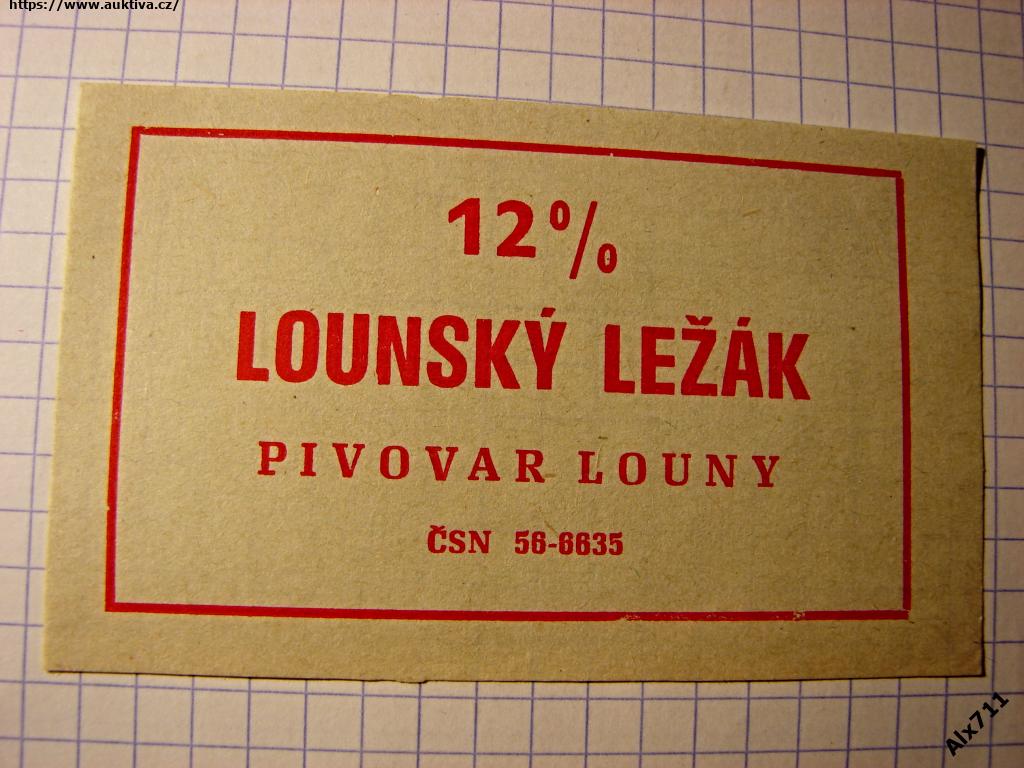 https://www.auktiva.cz/
12%
LOUNSKÝ LEŽÁK
PIVOVAR LOUNY
ČSN 56-6635
Alx711